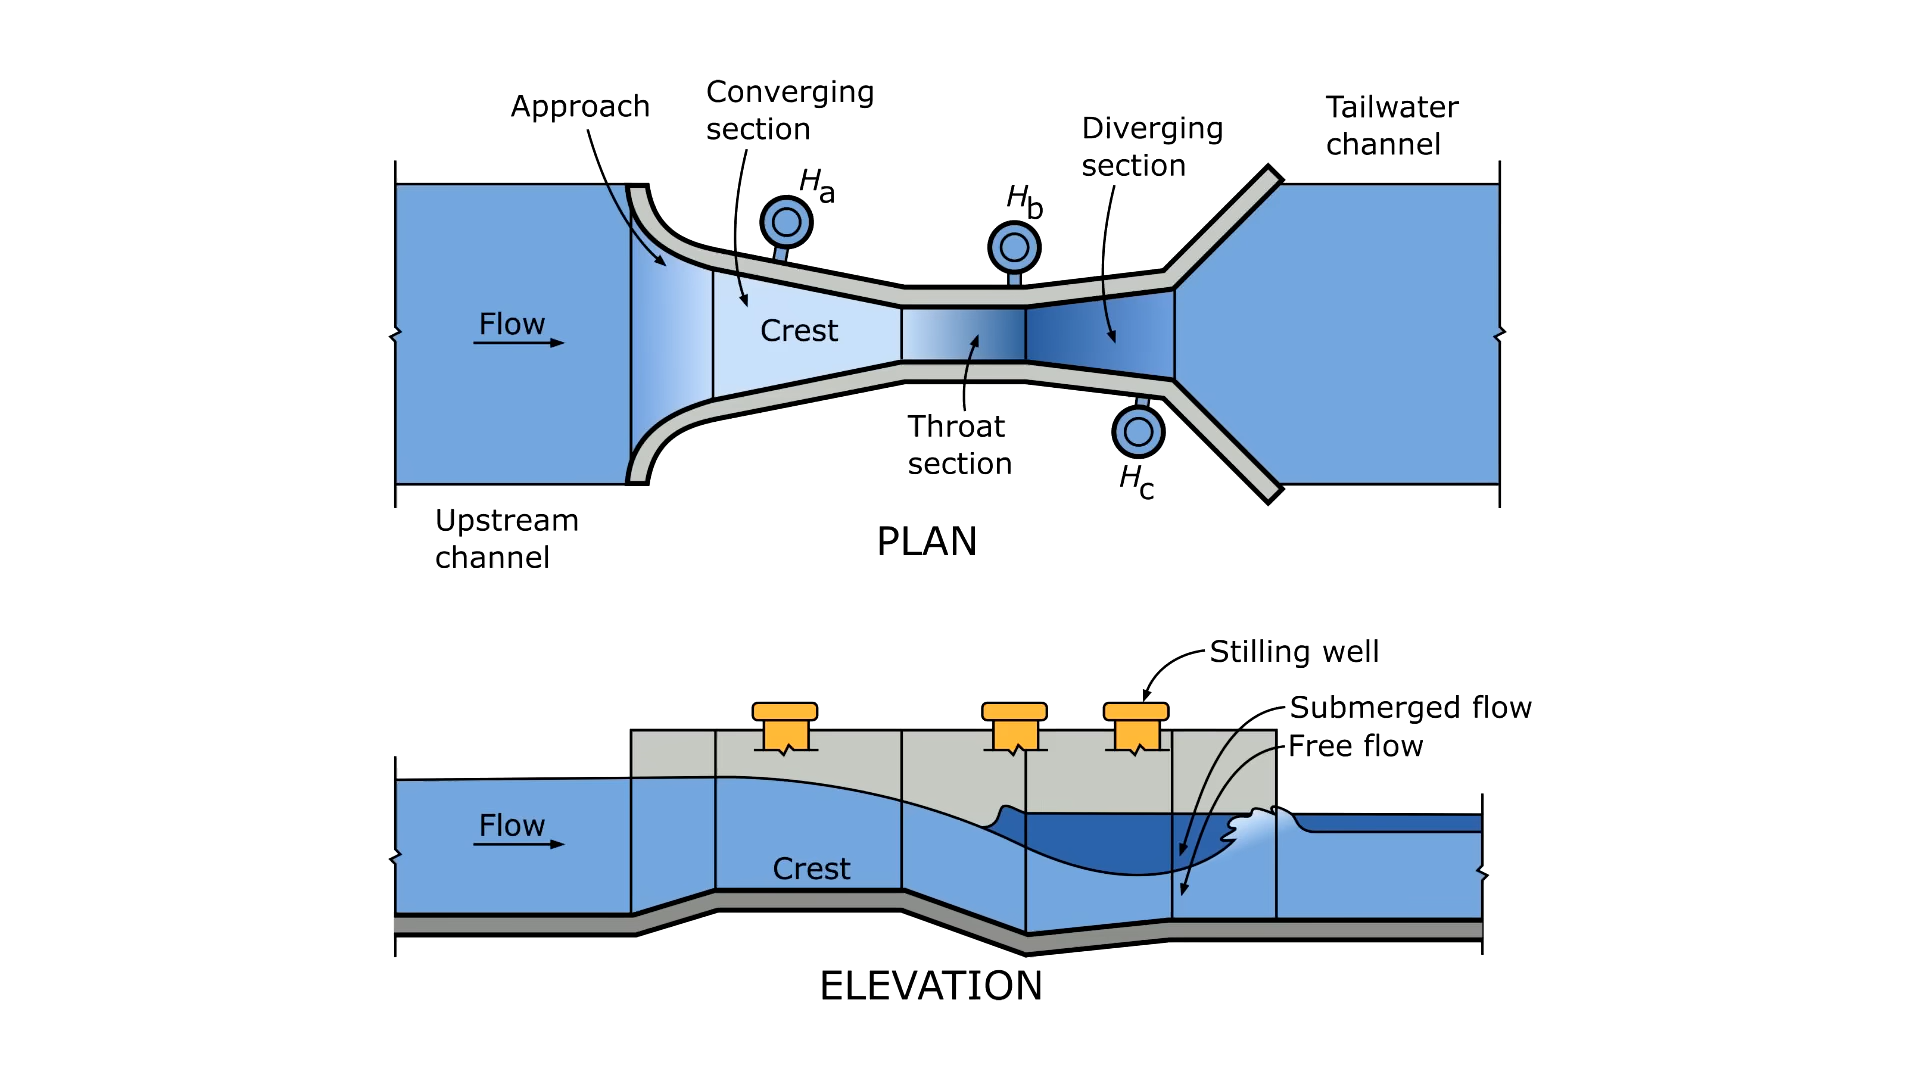 Approach
Converging
section
Tailwater
channel
Diverging
section
Ha
Hb
Flow
Crest
Throat
section
Hc
Upstream
channel
PLAN
Stilling well
Submerged flow
Free flow
Flow
Crest
ELEVATION